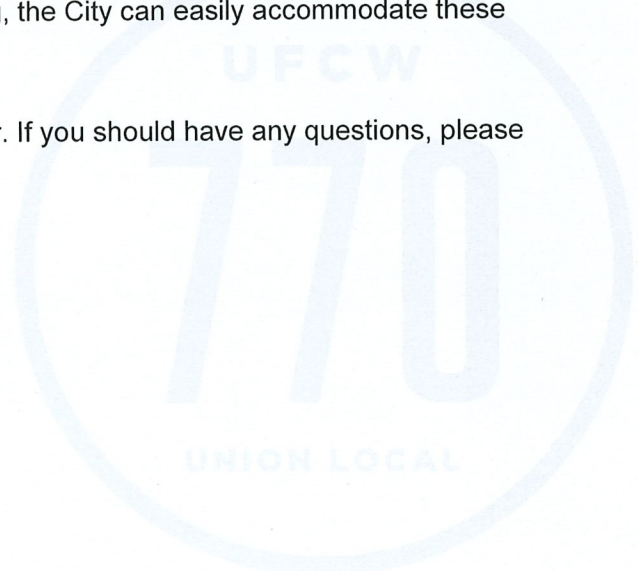 , the City can easily accommodate these
UFCW
. If you should have any questions, please
770
UNION LOCAL